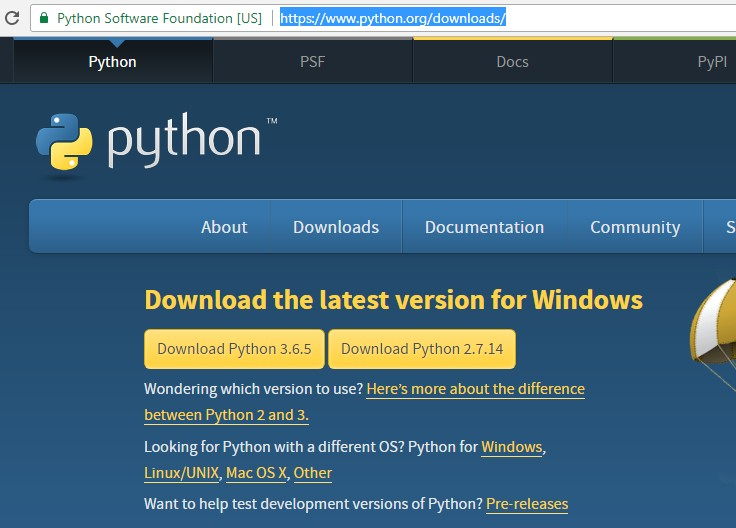 Python Software Foundation [US] | https://www.python.org/downloads/
Python PSF Docs PyPI
python™
About Downloads Documentation Community S
Download the latest version for Windows
Download Python 3.6.5 Download Python 2.7.14
Wondering which version to use? Here's more about the difference
between Python 2 and 3.
Looking for Python with a different OS? Python for Windows,
Linux/UNIX, Mac OS X, Other
Want to help test development versions of Python? Pre-releases